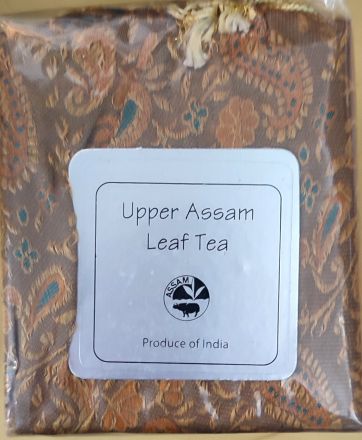 Upper Assam
Leaf Tea
ASSAM
Produce of India